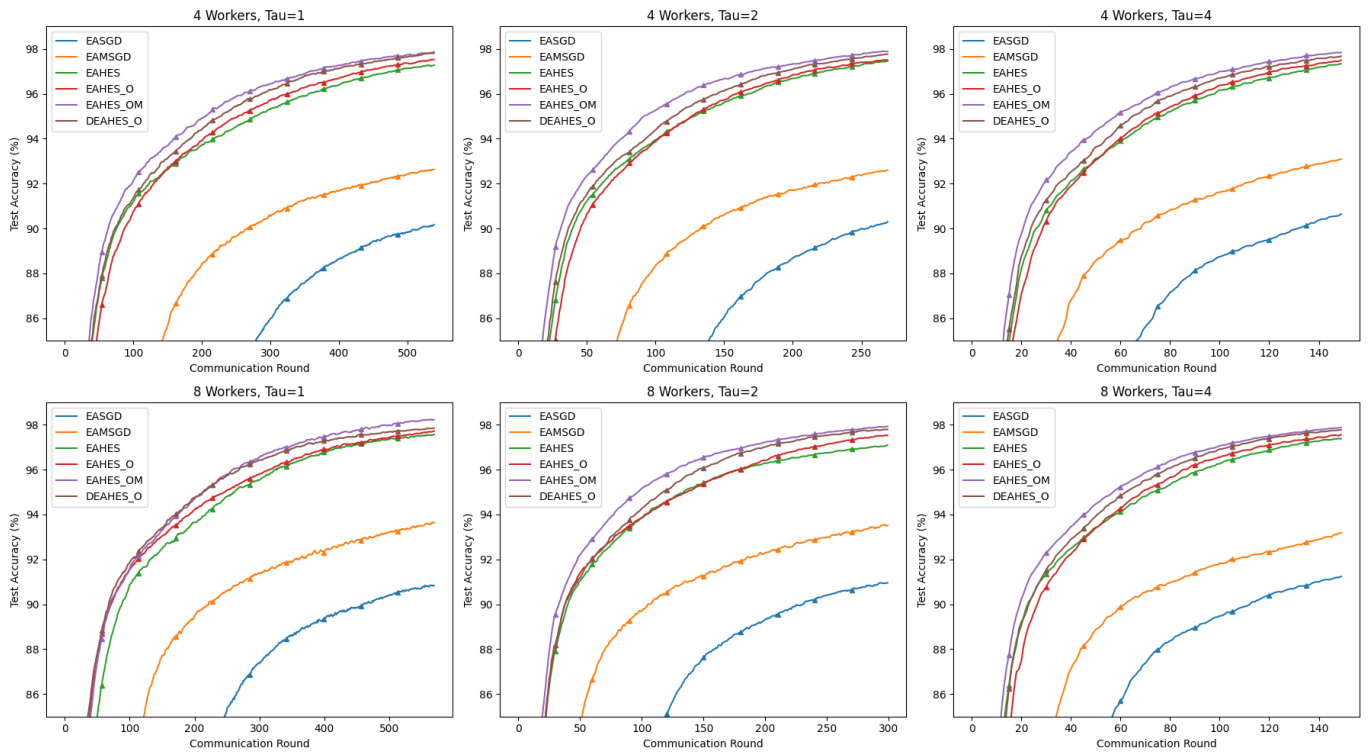 4 Workers, Tau=1
Test Accuracy (%)
98
96
94
92
90
88
86
EASGD
EAMSGD
EAHES
EAHES_O
EAHES_OM
DEAHES_O
0 100 200 300 400 500
Communication Round
4 Workers, Tau=2
Test Accuracy (%)
98
96
94
92
90
88
86
EASGD
EAMSGD
EAHES
EAHES_O
EAHES_OM
DEAHES_O
0 50 100 150 200 250
Communication Round
4 Workers, Tau=4
Test Accuracy (%)
98
96
94
92
90
88
86
EASGD
EAMSGD
EAHES
EAHES_O
EAHES_OM
DEAHES_O
0 20 40 60 80 100 120 140
Communication Round
8 Workers, Tau=1
Test Accuracy (%)
98
96
94
92
90
88
86
EASGD
EAMSGD
EAHES
EAHES_O
EAHES_OM
DEAHES_O
0 100 200 300 400 500
Communication Round
8 Workers, Tau=2
Test Accuracy (%)
98
96
94
92
90
88
86
EASGD
EAMSGD
EAHES
EAHES_O
EAHES_OM
DEAHES_O
0 50 100 150 200 250 300
Communication Round
8 Workers, Tau=4
Test Accuracy (%)
98
96
94
92
90
88
86
EASGD
EAMSGD
EAHES
EAHES_O
EAHES_OM
DEAHES_O
0 20 40 60 80 100 120 140
Communication Round